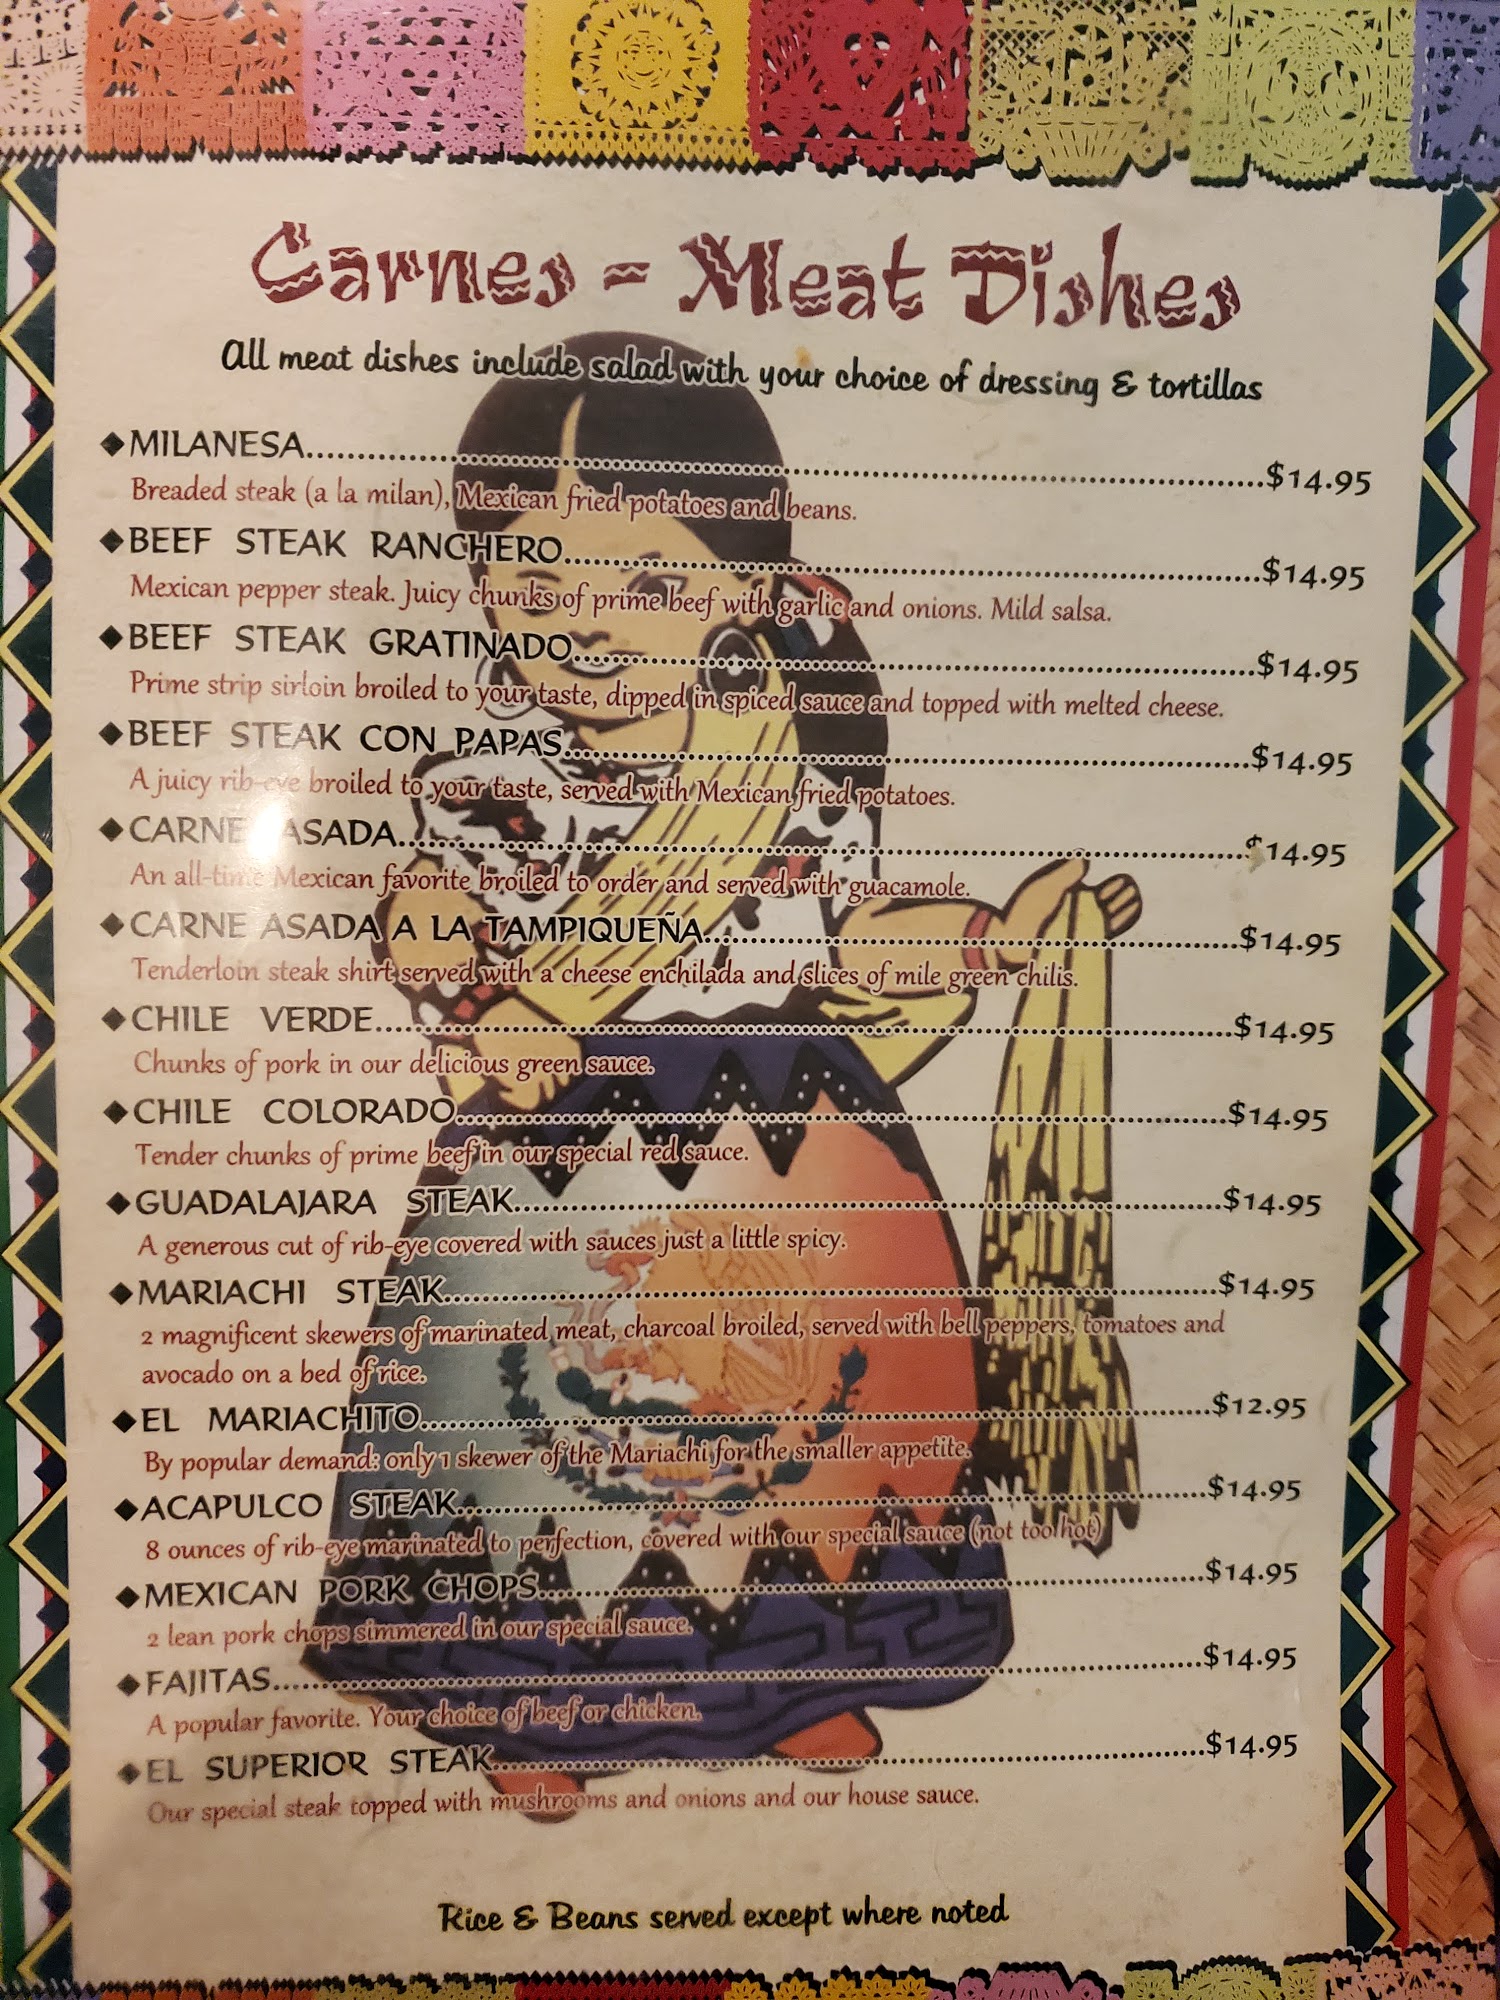 Carnes - Meat Dishes
All meat dishes include salad with your choice of dressing & tortillas
◆MILANESA...$14.95
Breaded steak (a la milan), Mexican fried potatoes and beans.
◆BEEF STEAK RANCHERO...$14.95
Mexican pepper steak. Juicy chunks of prime beef with garlic and onions. Mild salsa.
◆BEEF STEAK GRATINADO...$14.95
Prime strip sirloin broiled to your taste, dipped in spiced sauce and topped with melted cheese.
◆BEEF STEAK CON PAPAS...$14.95
A juicy rib-eye broiled to your taste, served with Mexican fried potatoes.
◆CARNE ASADA...$14.95
An all-time Mexican favorite broiled to order and served with guacamole.
◆CARNE ASADA A LA TAMPIQUEÑA...$14.95
Tenderloin steak shirt served with a cheese enchilada and slices of mile green chilis.
◆CHILE VERDE...$14.95
Chunks of pork in our delicious green sauce.
◆CHILE COLORADO...$14.95
Tender chunks of prime beef in our special red sauce.
◆GUADALAJARA STEAK...$14.95
A generous cut of rib-eye covered with sauces just a little spicy.
◆MARIACHI STEAK...$14.95
2 magnificent skewers of marinated meat, charcoal broiled, served with bell peppers, tomatoes and
avocado on a bed of rice.
◆EL MARIACHITO...$12.95
By popular demand: only 1 skewer of the Mariachi for the smaller appetite.
◆ACAPULCO STEAK...$14.95
8 ounces of rib-eye marinated to perfection, covered with our special sauce (not too hot)
◆MEXICAN PORK CHOPS...$14.95
2 lean pork chops simmered in our special sauce.
◆FAJITAS...$14.95
A popular favorite. Your choice of beef or chicken.
◆EL SUPERIOR STEAK...$14.95
Our special steak topped with mushrooms and onions and our house sauce.
Rice & Beans served except where noted